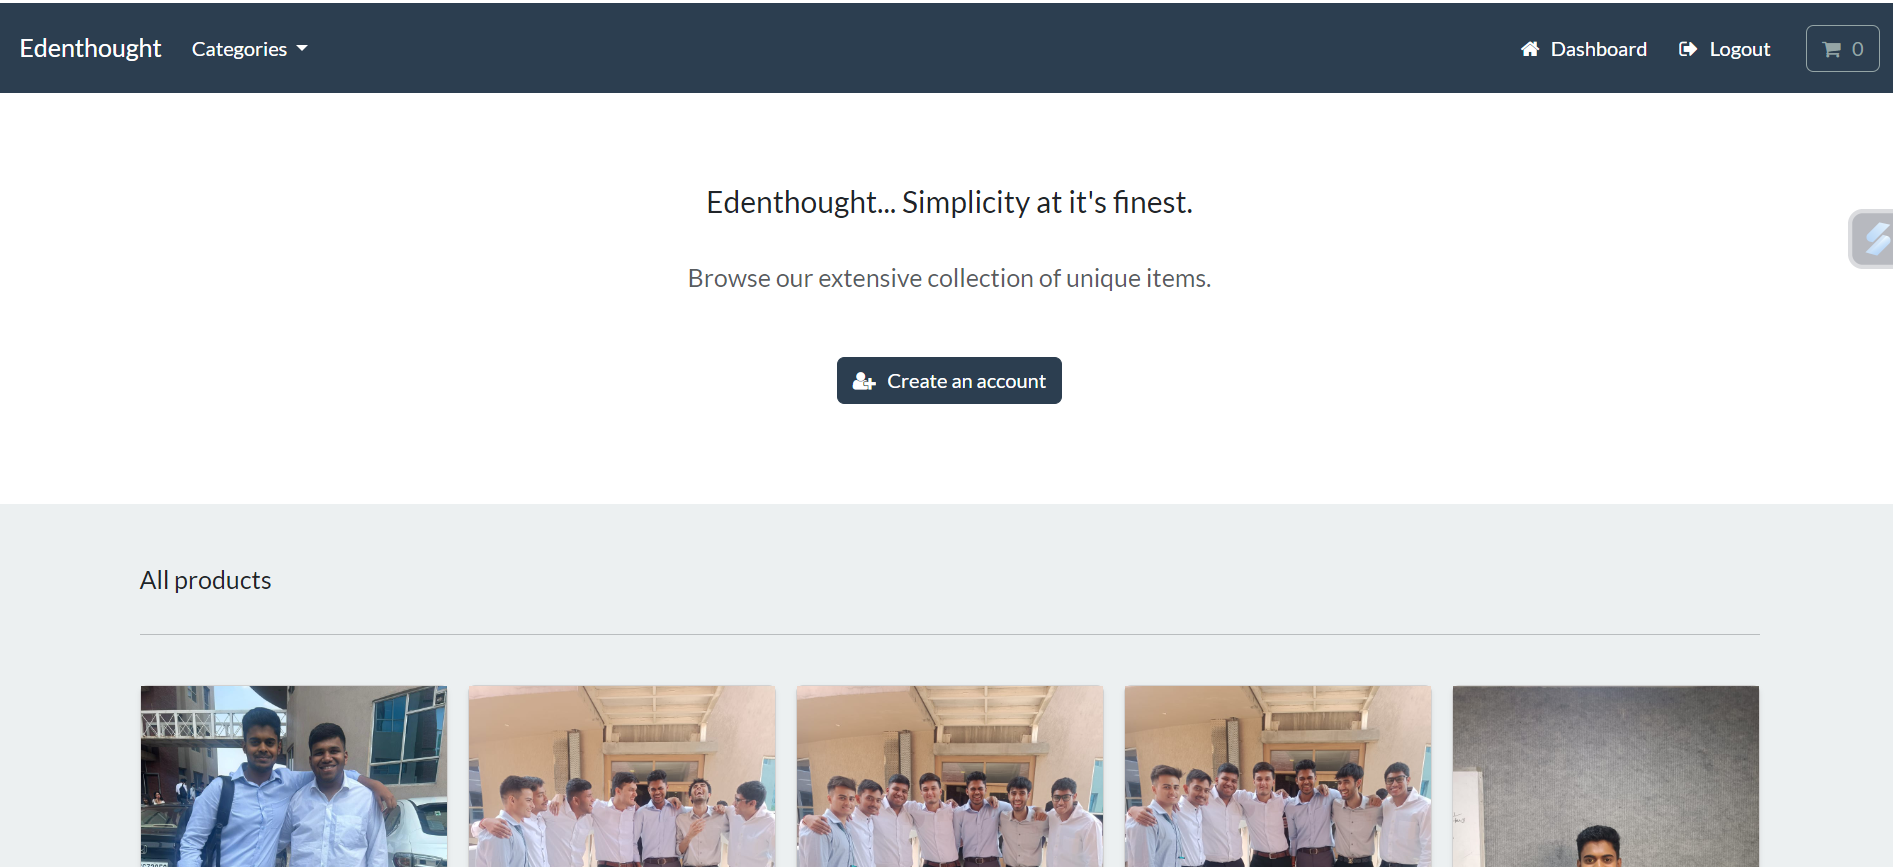 Edenthought Categories Dashboard Logout 0
Edenthought... Simplicity at it's finest.
Browse our extensive collection of unique items.
Create an account
All products